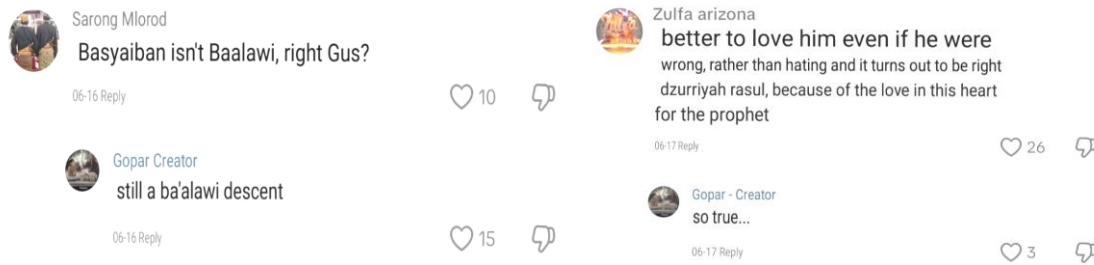 Sarong Mlorod
Basyaiban isn't Baalawi, right Gus?
06-16 Reply
10
Gopar Creator
still a ba'alawi descent
06-16 Reply
15
Zulfa arizona
better to love him even if he were
wrong, rather than hating and it turns out to be right
dzurriyah rasul, because of the love in this heart
for the prophet
06-17 Reply
26
Gopar - Creator
so true...
06-17 Reply
3